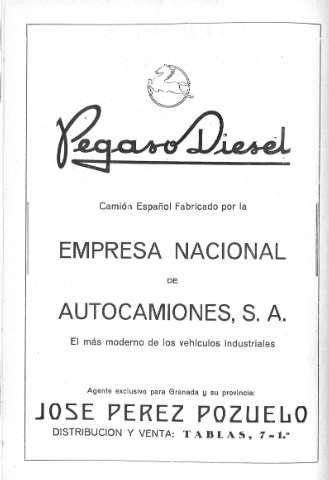 Pegaso Diesel
Camión Español Fabricado por la
EMPRESA NACIONAL
DE
AUTOCAMIONES, S. A.
El más moderno de los vehículos industriales
Agente exclusivo para Granada y su provincia:
JOSE PEREZ POZUELO
DISTRIBUCION Y VENTA: TABLAS, 7-1.º